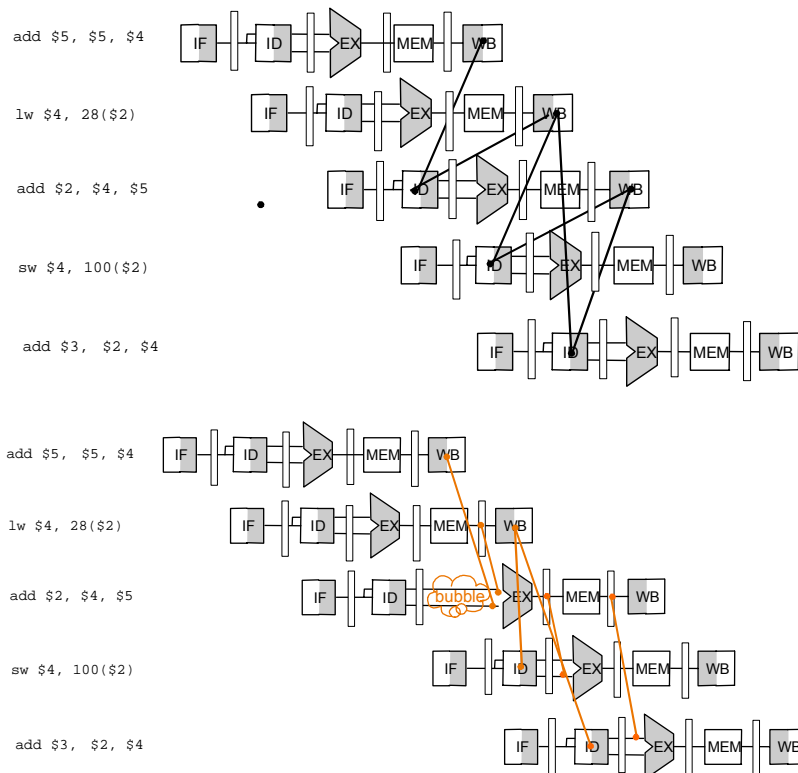 add $5, $5, $4 IF ID EX MEM WB
lw $4, 28($2) IF ID EX MEM WB
add $2, $4, $5 IF ID EX MEM WB
sw $4, 100($2) IF ID EX MEM WB
add $3, $2, $4 IF ID EX MEM WB
add $5, $5, $4 IF ID EX MEM WB
lw $4, 28($2) IF ID EX MEM WB
add $2, $4, $5 IF ID bubble EX MEM WB
sw $4, 100($2) IF ID EX MEM WB
add $3, $2, $4 IF ID EX MEM WB